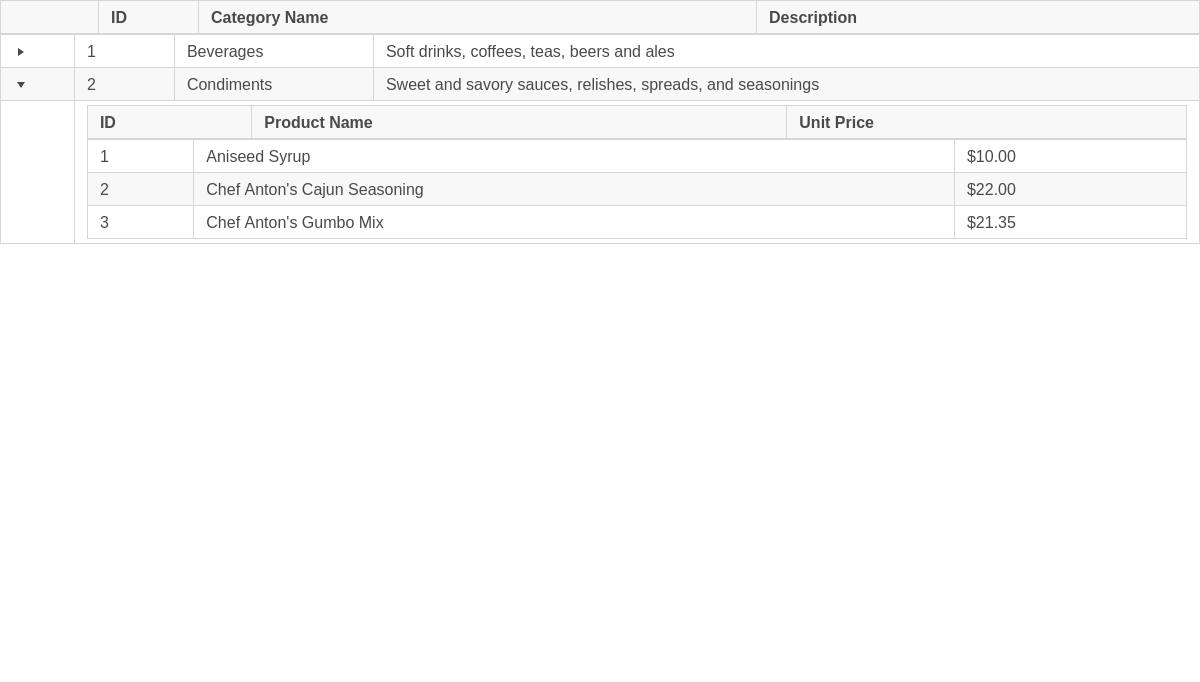 ID Category Name Description
1 Beverages Soft drinks, coffees, teas, beers and ales
2 Condiments Sweet and savory sauces, relishes, spreads, and seasonings
ID Product Name Unit Price
1 Aniseed Syrup $10.00
2 Chef Anton's Cajun Seasoning $22.00
3 Chef Anton's Gumbo Mix $21.35